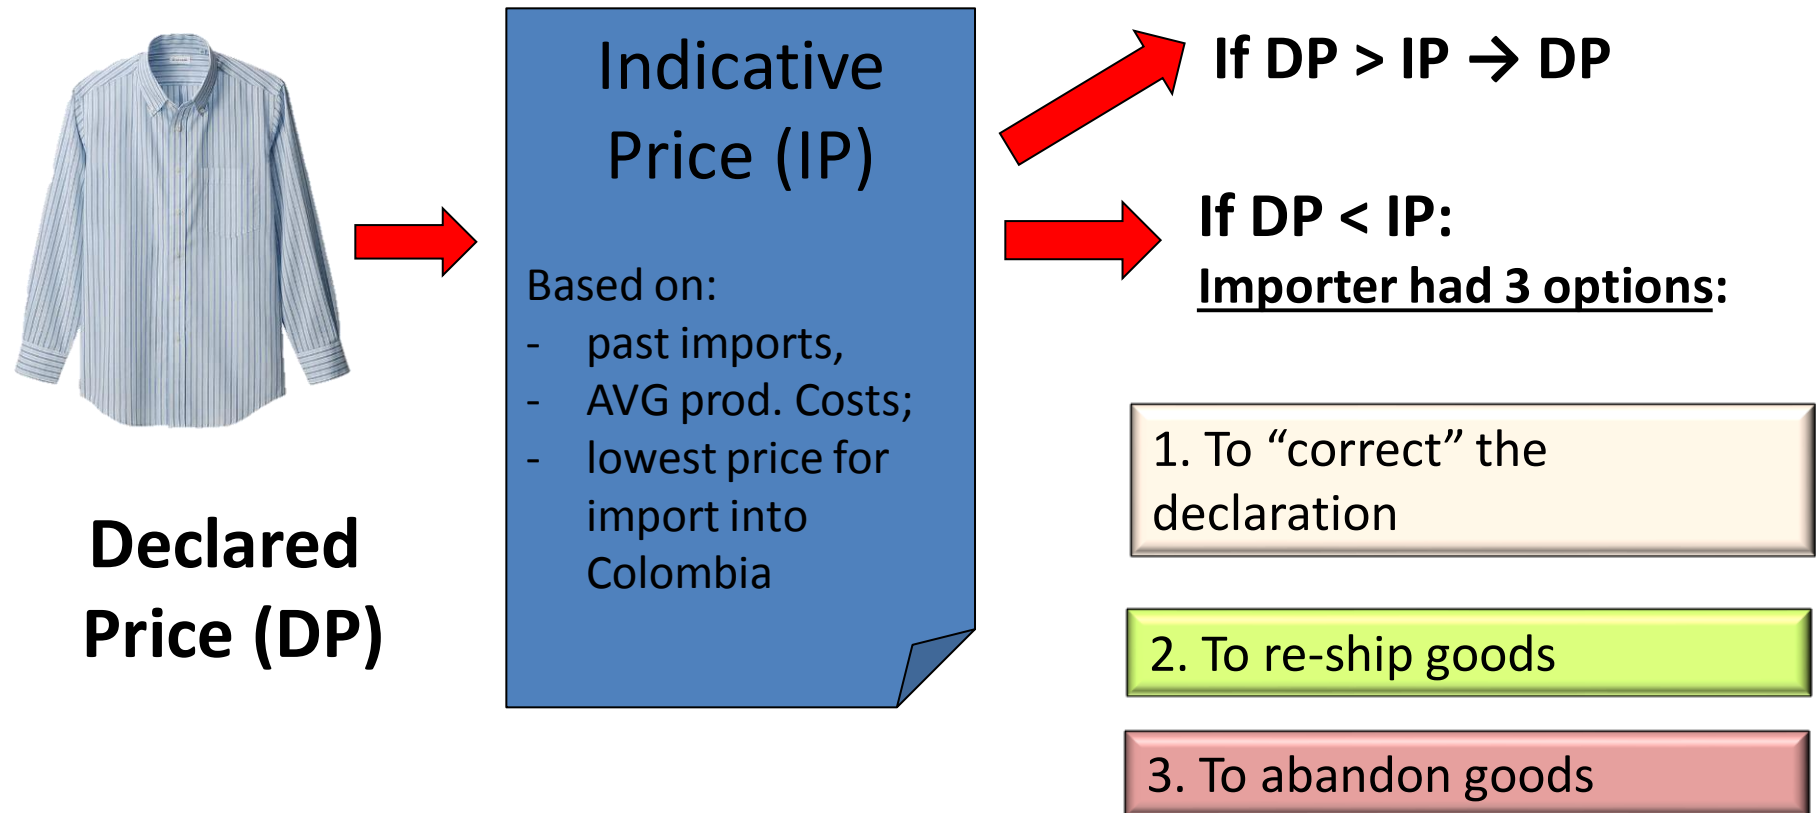 Declared
Price (DP)
Indicative
Price (IP)
Based on:
- past imports,
- AVG prod. Costs;
- lowest price for
import into
Colombia
If DP > IP → DP
If DP < IP:
Importer had 3 options:
1. To “correct” the
declaration
2. To re-ship goods
3. To abandon goods